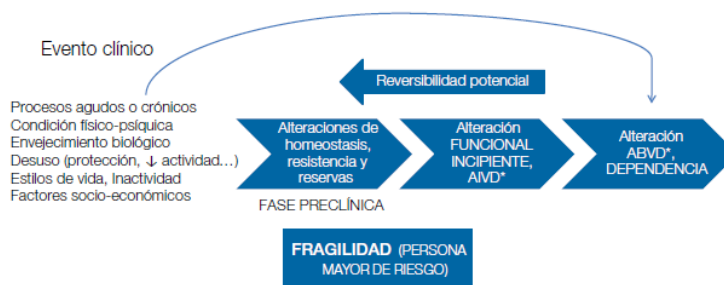 Evento clínico
Reversibilidad potencial
Procesos agudos o crónicos
Condición físico-psíquica
Envejecimiento biológico
Desuso (protección, ↓ actividad...)
Estilos de vida, Inactividad
Factores socio-económicos
Alteraciones de
homeostasis,
resistencia y
reservas
Alteración
FUNCIONAL
INCIPIENTE,
AIVD*
Alteración
ABVD*,
DEPENDENCIA
FASE PRECLÍNICA
FRAGILIDAD (PERSONA
MAYOR DE RIESGO)